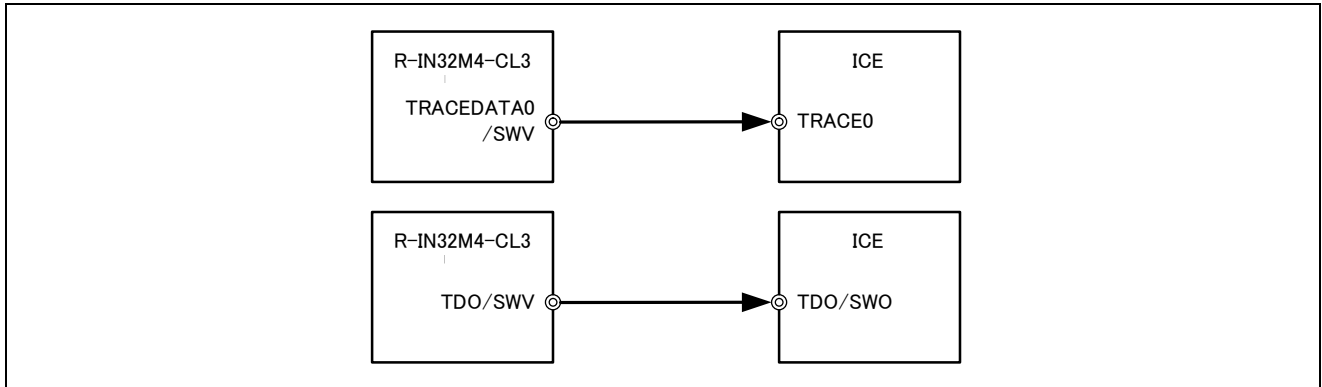 R-IN32M4-CL3
ICE
TRACEDATA0
/SWV
TRACE0
R-IN32M4-CL3
ICE
TDO/SWV
TDO/SWO